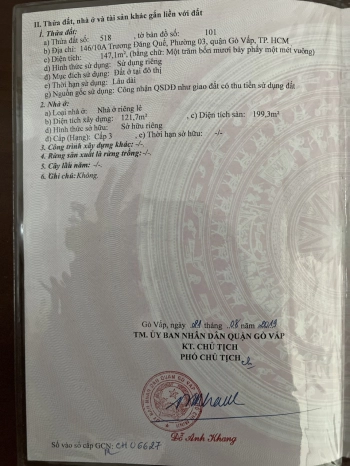 II. Thửa đất, nhà ở và tài sản khác gắn liền với đất
1. Thửa đất:
a) Thửa đất số: 518 , tờ bản đồ số: 101
b) Địa chỉ: 146/10A Trương Đăng Quế, Phường 03, quận Gò Vấp, TP. HCM
c) Diện tích: 147,1m², (bằng chữ: Một trăm bốn mươi bảy phẩy một mét vuông)
d) Hình thức sử dụng: Sử dụng riêng
đ) Mục đích sử dụng: Đất ở tại đô thị
e) Thời hạn sử dụng: Lâu dài
g) Nguồn gốc sử dụng: Công nhận QSDĐ như giao đất có thu tiền sử dụng đất
2. Nhà ở:
a) Loại nhà ở: Nhà ở riêng lẻ
b) Diện tích xây dựng: 121,7m² , c) Diện tích sàn: 199,3m²
d) Hình thức sở hữu: Sở hữu riêng
đ) Cấp (Hạng): Cấp 3 , e) Thời hạn sở hữu: -/-
3. Công trình xây dựng khác: -/-
4. Rừng sản xuất là rừng trồng: -/-
5. Cây lâu năm: -/-
6. Ghi chú: Không.
Gò Vấp, ngày 21 tháng 08 năm 2019
TM. ỦY BAN NHÂN DÂN QUẬN GÒ VẤP
KT. CHỦ TỊCH
PHÓ CHỦ TỊCH
Đỗ Anh Khang
Số vào sổ cấp GCN: CH06627